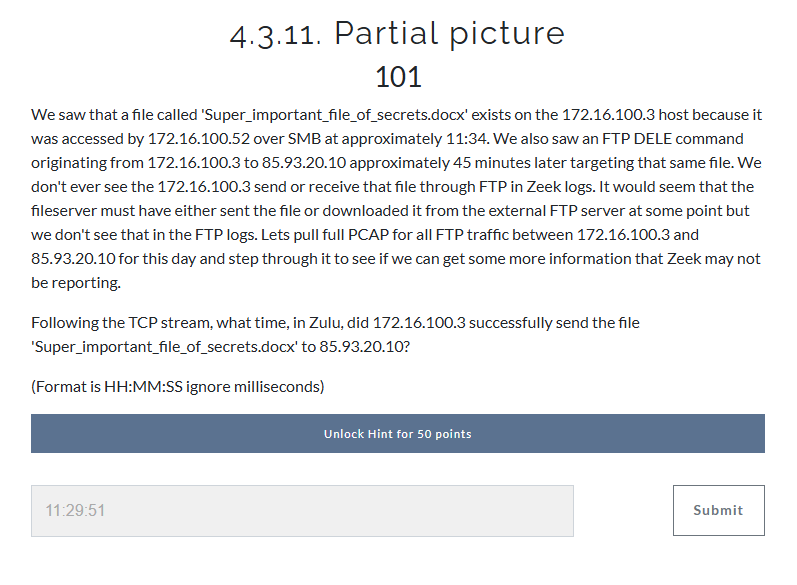 4.3.11. Partial picture
101
We saw that a file called 'Super_important_file_of_secrets.docx' exists on the 172.16.100.3 host because it
was accessed by 172.16.100.52 over SMB at approximately 11:34. We also saw an FTP DELE command
originating from 172.16.100.3 to 85.93.20.10 approximately 45 minutes later targeting that same file. We
don't ever see the 172.16.100.3 send or receive that file through FTP in Zeek logs. It would seem that the
fileserver must have either sent the file or downloaded it from the external FTP server at some point but
we don't see that in the FTP logs. Lets pull full PCAP for all FTP traffic between 172.16.100.3 and
85.93.20.10 for this day and step through it to see if we can get some more information that Zeek may not
be reporting.
Following the TCP stream, what time, in Zulu, did 172.16.100.3 successfully send the file
'Super_important_file_of_secrets.docx' to 85.93.20.10?
(Format is HH:MM:SS ignore milliseconds)
Unlock Hint for 50 points
11:29:51
Submit